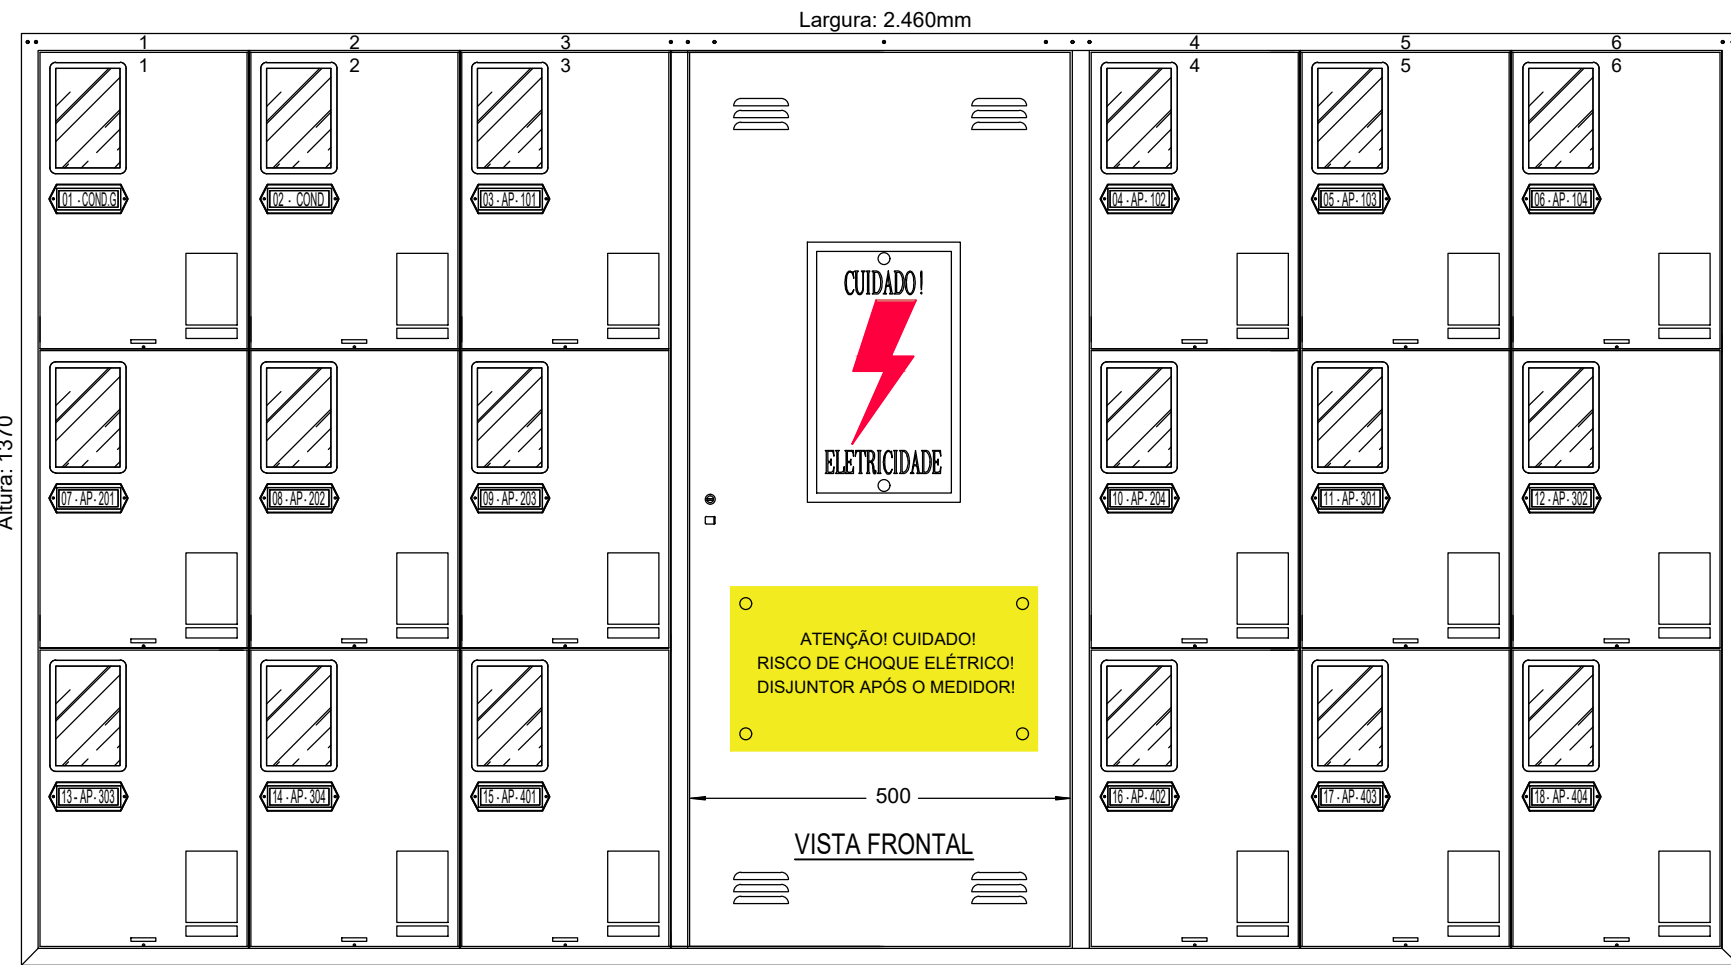 Largura: 2.460mm
1 2 3 4 5 6
1 2 3 4 5 6
01 - COND.G
02 - COND
03 - AP - 101
04 - AP - 102
05 - AP - 103
06 - AP - 104
CUIDADO!
ELETRICIDADE
Altura: 1370
07 - AP - 201
08 - AP - 202
09 - AP - 203
10 - AP - 204
11 - AP - 301
12 - AP - 302
ATENÇÃO! CUIDADO!
RISCO DE CHOQUE ELÉTRICO!
DISJUNTOR APÓS O MEDIDOR!
13 - AP - 303
14 - AP - 304
15 - AP - 401
500
16 - AP - 402
17 - AP - 403
18 - AP - 404
VISTA FRONTAL